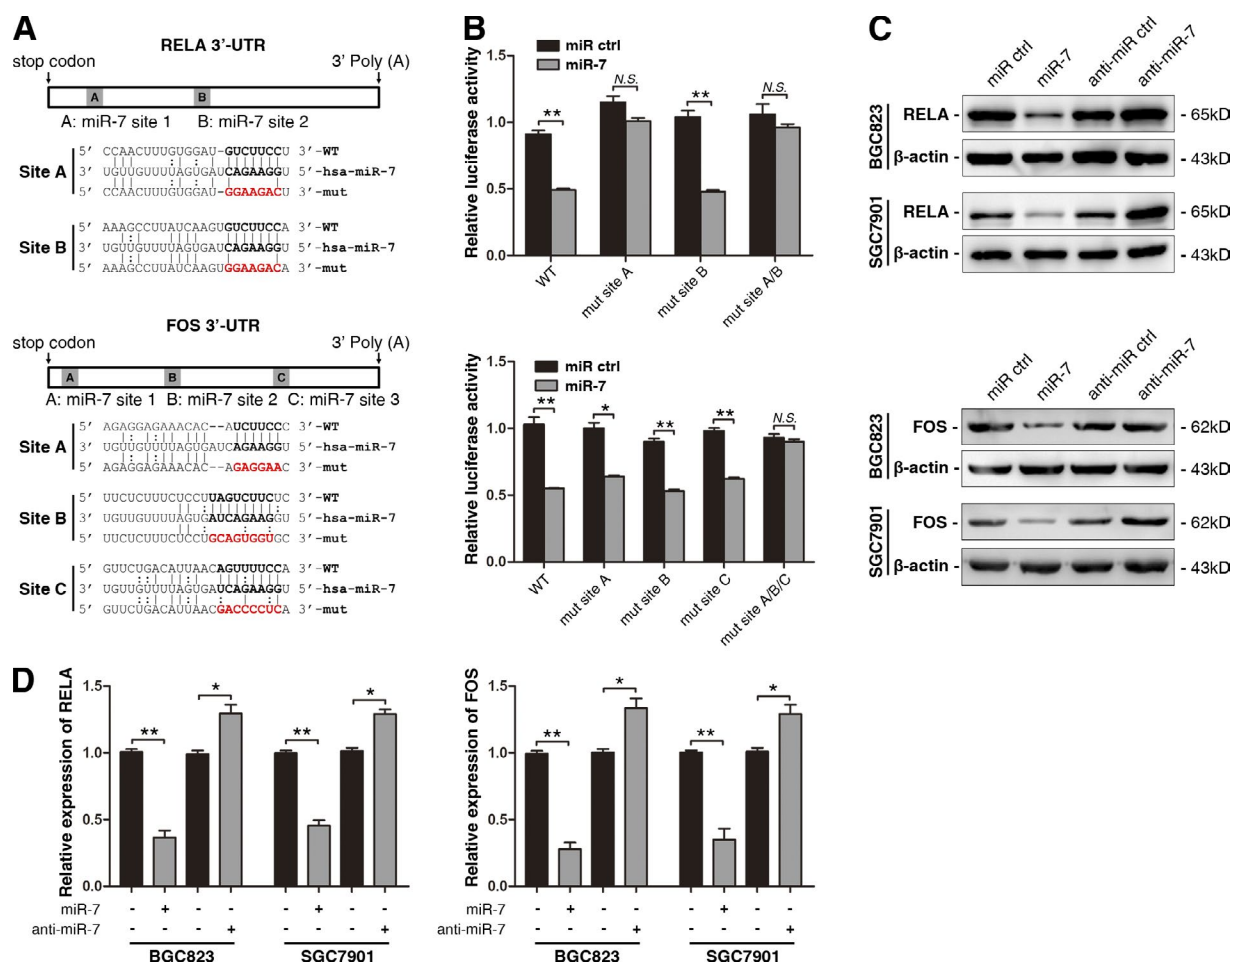 A
RELA 3'-UTR
stop codon 3' Poly (A)
A B
A: miR-7 site 1 B: miR-7 site 2
Site A
5' CCAACUUUGUGGAU-GUCUUCCU 3'-WT
3' UGUUGUUUUAGUGAUCAGAAGGU 5'-hsa-miR-7
5' CCAACUUUGUGGAU-GGAAGACU 3'-mut
Site B
5' AAAGCCUUAUCAAGUGUCUUCCA 3'-WT
3' UGUUGUUUUAGUGAUCAGAAGGU 5'-hsa-miR-7
5' AAAGCCUUAUCAAGUGGAAGACA 3'-mut
FOS 3'-UTR
stop codon 3' Poly (A)
A B C
A: miR-7 site 1 B: miR-7 site 2 C: miR-7 site 3
Site A
5' AGAGGAGAAACAC--AUCUUCCC 3'-WT
3' UGUUGUUUUAGUGAUCAGAAGGU 5'-hsa-miR-7
5' AGAGGAGAAACAC--AGAGGAAC 3'-mut
Site B
5' UUCUCUUUCUCCUUAGUCUUCUC 3'-WT
3' UGUUGUUUUAGUGAUCAGAAGGU 5'-hsa-miR-7
5' UUCUCUUUCUCCUGCAGUGGUGC 3'-mut
Site C
5' GUUCUGACAUUAACAGUUUUCCA 3'-WT
3' UGUUGUUUUAGUGAUCAGAAGGU 5'-hsa-miR-7
5' GUUCUGACAUUAACGACCCCUCA 3'-mut
B
Relative luciferase activity
1.5
1.0
0.5
0.0
miR ctrl
miR-7
** N.S. ** N.S.
WT mut site A mut site B mut site A/B
Relative luciferase activity
1.5
1.0
0.5
0.0
miR ctrl
miR-7
** * ** ** N.S.
WT mut site A mut site B mut site C mut site A/B/C
C
miR ctrl miR-7 anti-miR ctrl anti-miR-7
BGC823
RELA - - 65kD
β-actin - - 43kD
SGC7901
RELA - - 65kD
β-actin - - 43kD
miR ctrl miR-7 anti-miR ctrl anti-miR-7
BGC823
FOS - - 62kD
β-actin - - 43kD
SGC7901
FOS - - 62kD
β-actin - - 43kD
D
Relative expression of RELA
1.5
1.0
0.5
0.0
** * ** *
miR-7 - + - - - + - -
anti-miR-7 - - - + - - - +
BGC823 SGC7901
Relative expression of FOS
1.5
1.0
0.5
0.0
** * ** *
- + - - - + - -
- - - + - - - +
BGC823 SGC7901